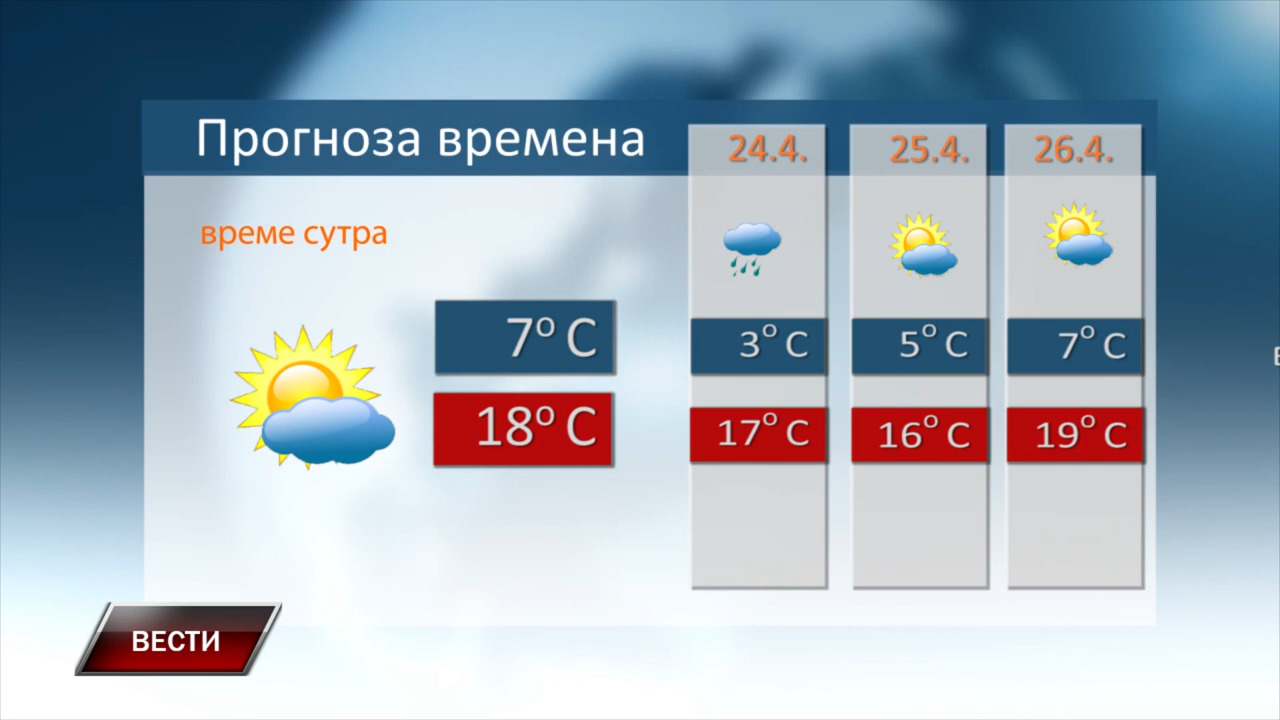 Прогноза времена
време сутра
7º C
18º C
24.4.
25.4.
26.4.
3º C
5º C
7º C
17º C
16º C
19º C
ВЕСТИ